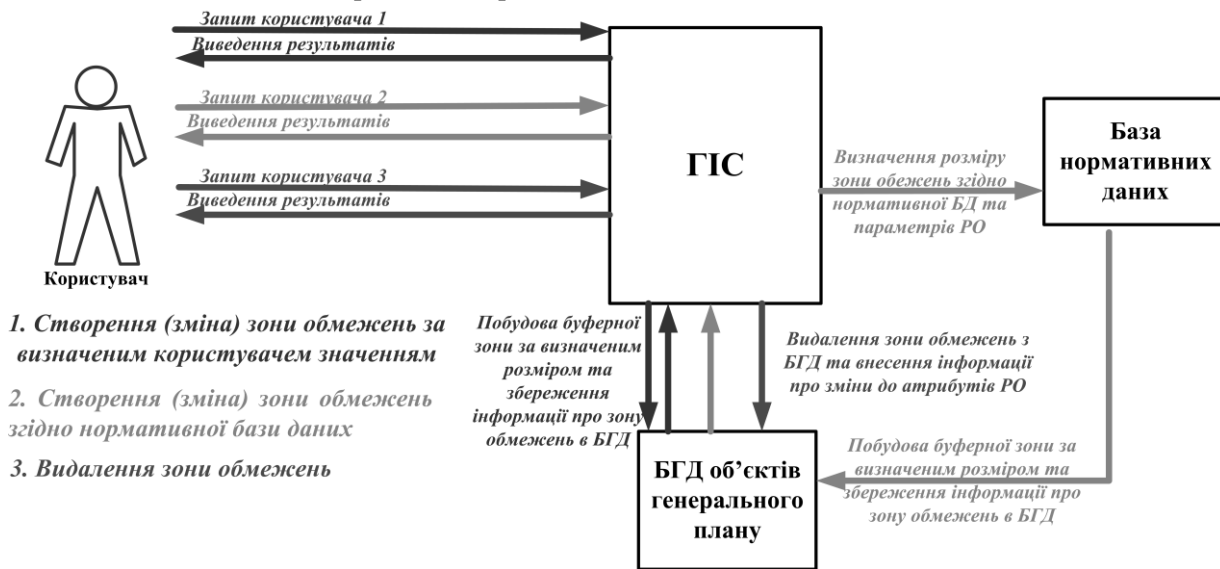 Запит користувача 1
Виведення результатів
Запит користувача 2
Виведення результатів
Запит користувача 3
Виведення результатів
Користувач
ГІС
Визначення розміру
зони обежень згідно
нормативної БД та
параметрів РО
База
нормативних
даних
1. Створення (зміна) зони обмежень за
визначеним користувачем значенням
2. Створення (зміна) зони обмежень
згідно нормативної бази даних
3. Видалення зони обмежень
Побудова буферної
зони за визначеним
розміром та
збереження
інформації про зону
обмежень в БГД
Видалення зони обмежень з
БГД та внесення інформації
про зміни до атрибутів РО
БГД об’єктів
генерального
плану
Побудова буферної зони за
визначеним розміром та
збереження інформації про
зону обмежень в БГД